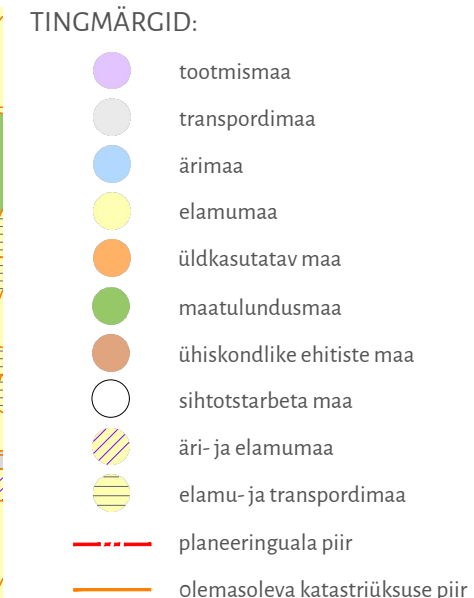 TINGMÄRGID:
tootmismaa
transpordimaa
ärimaa
elamumaa
üldkasutatav maa
maatulundusmaa
ühiskondlike ehitiste maa
sihtotstarbeta maa
äri- ja elamumaa
elamu- ja transpordimaa
planeeringuala piir
olemasoleva katastriüksuse piir